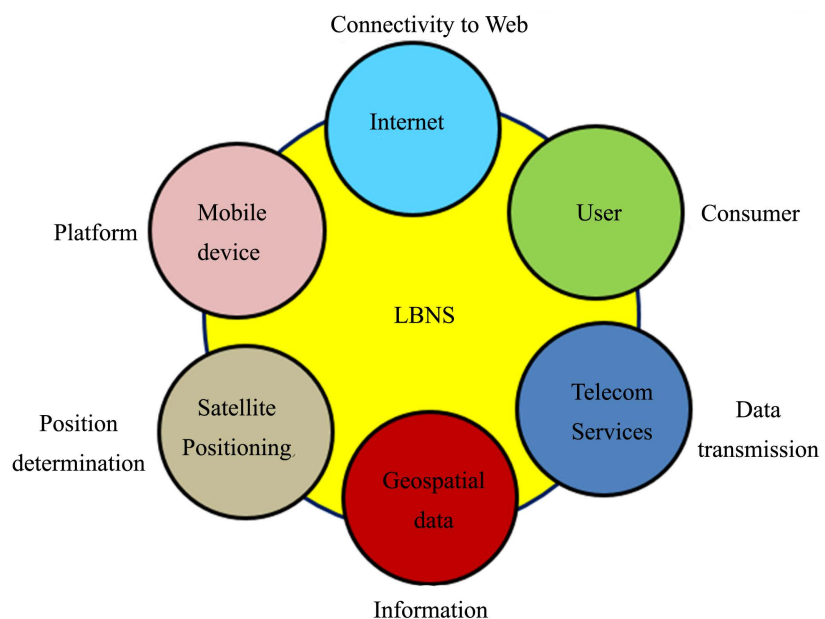 Connectivity to Web
Internet
User
Consumer
Mobile
device
Platform
LBNS
Telecom
Services
Data
transmission
Satellite
Positioning
Position
determination
Geospatial
data
Information